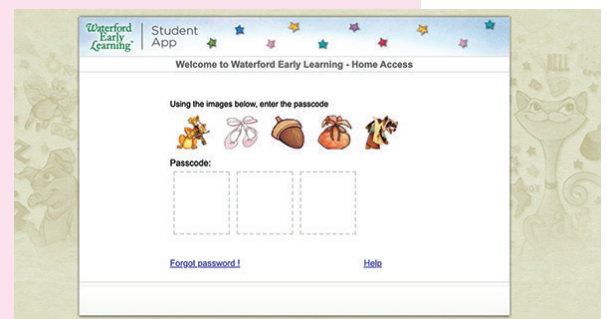 Waterford
Early
Learning
Student
App
Welcome to Waterford Early Learning - Home Access
Using the images below, enter the passcode
Passcode:
Forgot password !
Help